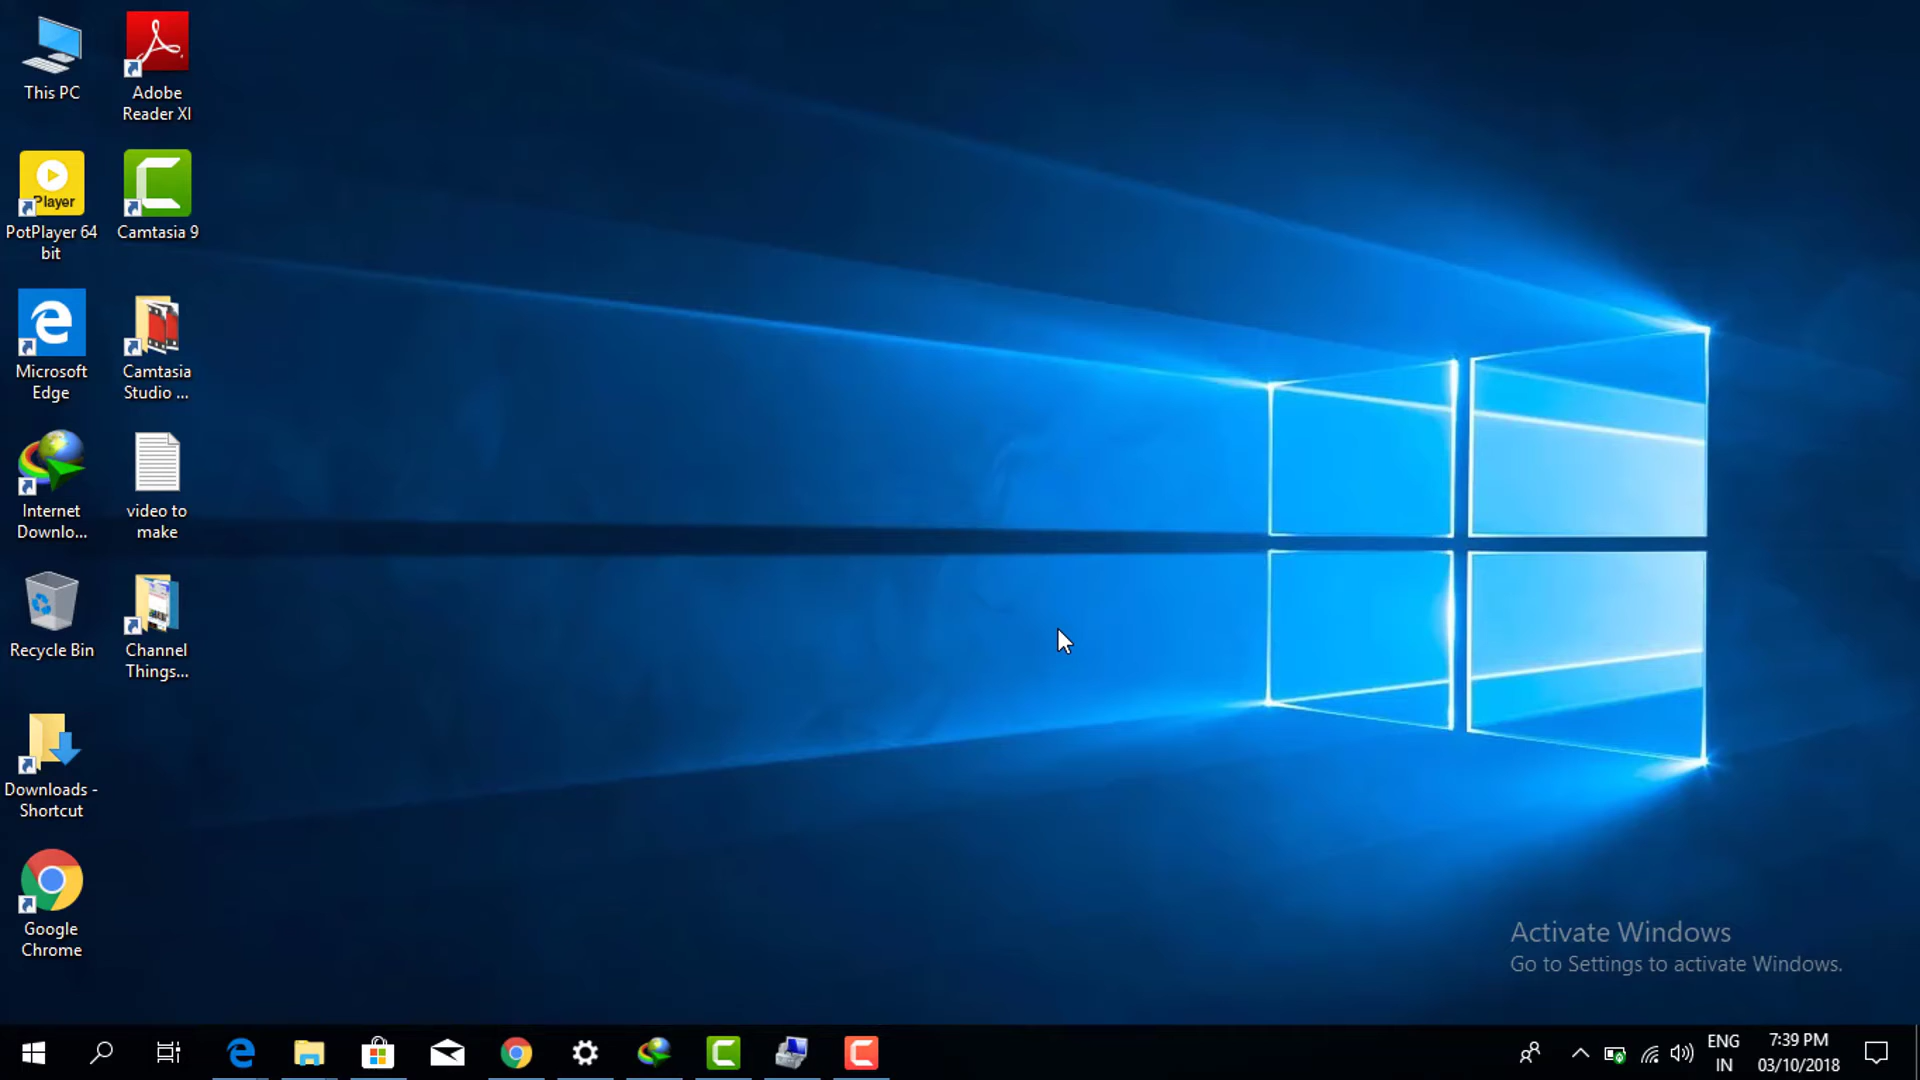 This PC
Adobe
Reader XI
Player
PotPlayer 64
bit
Camtasia 9
Microsoft
Edge
Camtasia
Studio ...
Internet
Downlo...
video to
make
Recycle Bin
Channel
Things...
Downloads -
Shortcut
Google
Chrome
Activate Windows
Go to Settings to activate Windows.
ENG
IN
7:39 PM
03/10/2018